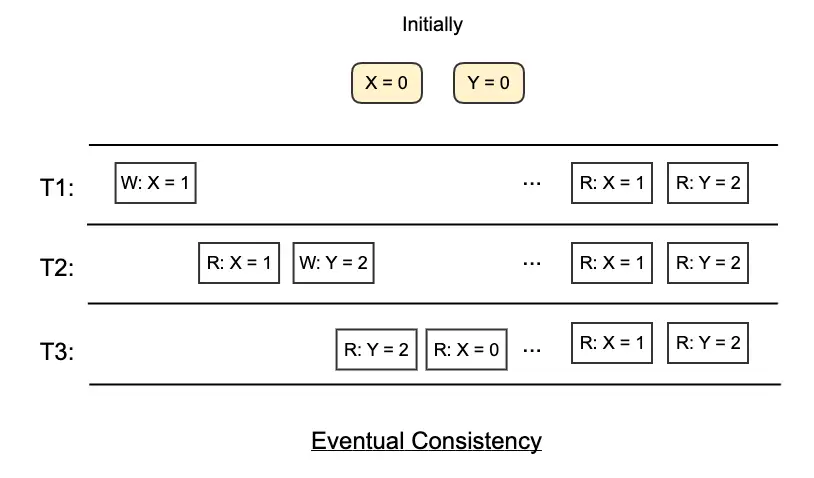 Initially
X = 0 Y = 0
T1: W: X = 1 ... R: X = 1 R: Y = 2
T2: R: X = 1 W: Y = 2 ... R: X = 1 R: Y = 2
T3: R: Y = 2 R: X = 0 ... R: X = 1 R: Y = 2
Eventual Consistency